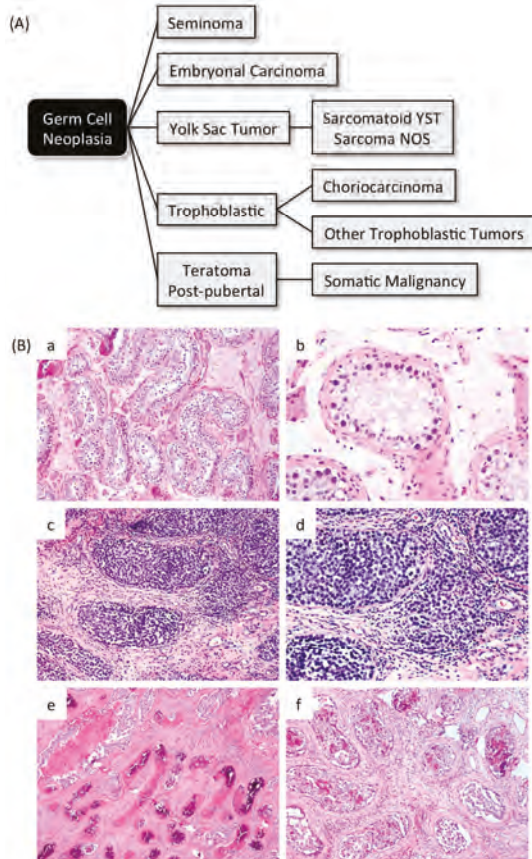 (A)
Seminoma
Embryonal Carcinoma
Germ Cell
Neoplasia
Yolk Sac Tumor
Sarcomatoid YST
Sarcoma NOS
Trophoblastic
Choriocarcinoma
Other Trophoblastic Tumors
Teratoma
Post-pubertal
Somatic Malignancy
(B)
a
b
c
d
e
f